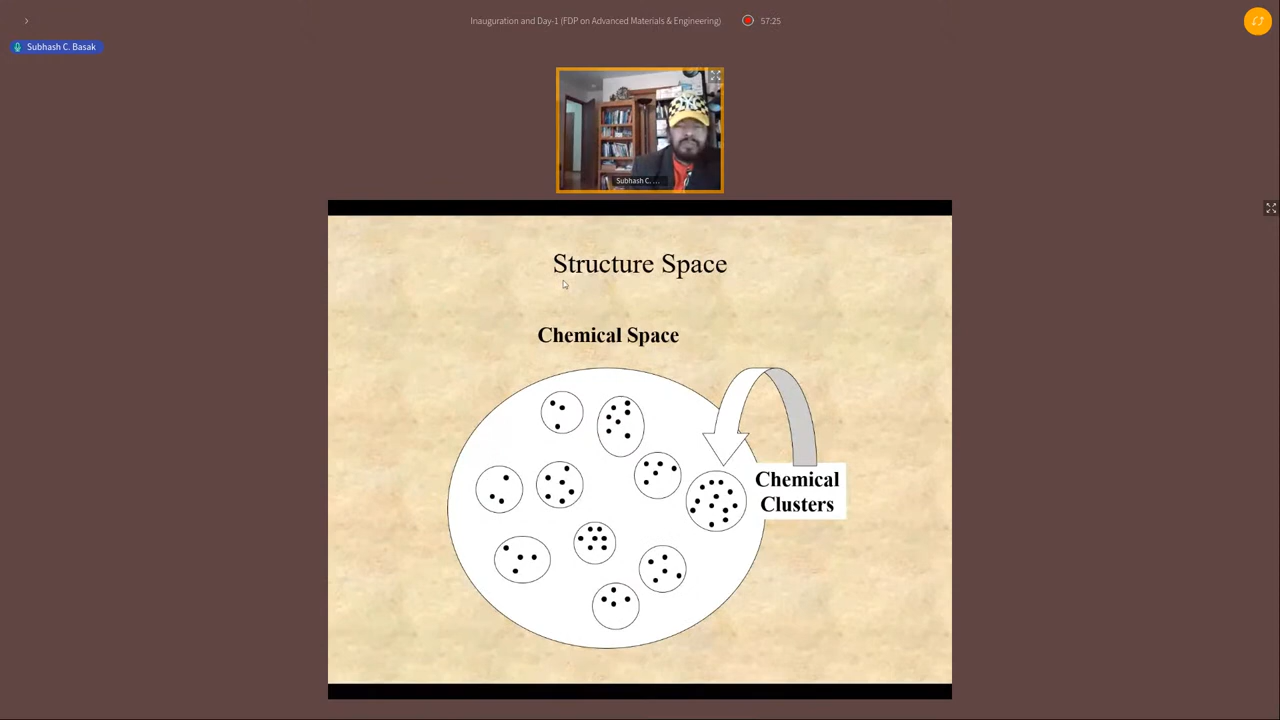 Inauguration and Day-1 (FDP on Advanced Materials & Engineering)
57:25
Subhash C. Basak
Subhash C. ...
Structure Space
Chemical Space
Chemical
Clusters